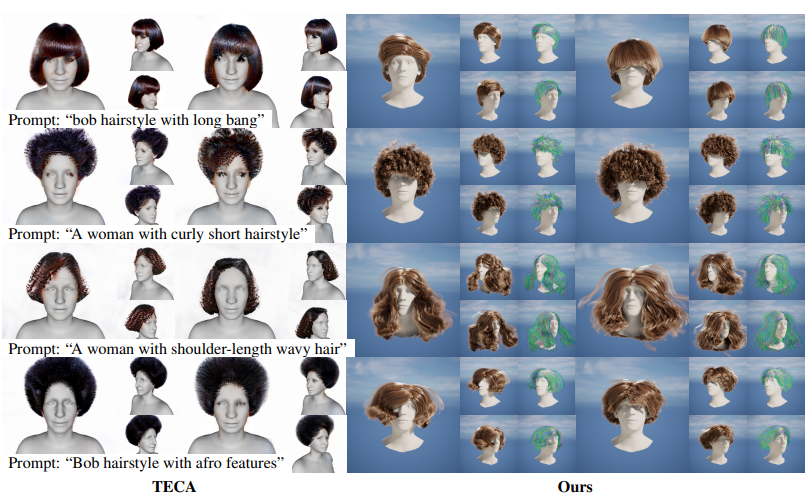 Prompt: “bob hairstyle with long bang”
Prompt: “A woman with curly short hairstyle”
Prompt: “A woman with shoulder-length wavy hair”
Prompt: “Bob hairstyle with afro features”
TECA
Ours